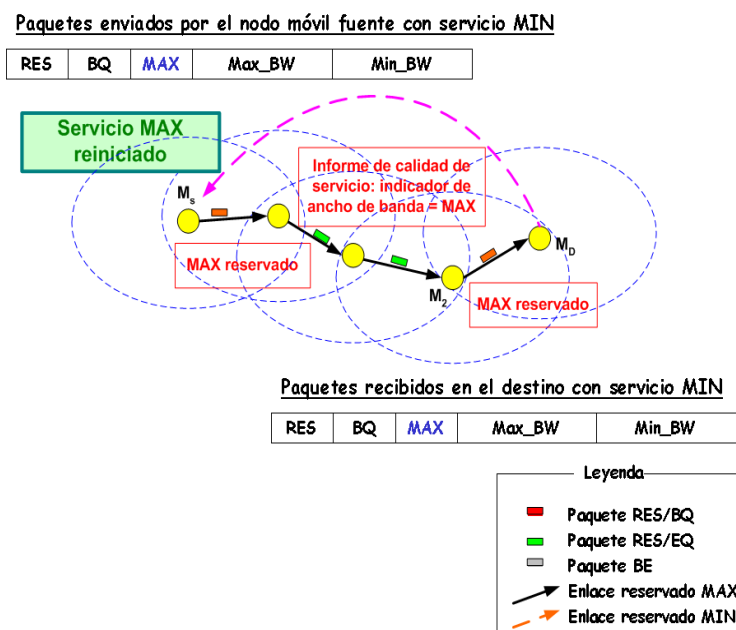 Paquetes enviados por el nodo móvil fuente con servicio MIN
RES BQ MAX Max_BW Min_BW
Servicio MAX
reiniciado
Informe de calidad de
servicio: indicador de
ancho de banda = MAX
Ms
MAX reservado
MD
M2
MAX reservado
Paquetes recibidos en el destino con servicio MIN
RES BQ MAX Max_BW Min_BW
Leyenda
Paquete RES/BQ
Paquete RES/EQ
Paquete BE
Enlace reservado MAX
Enlace reservado MIN